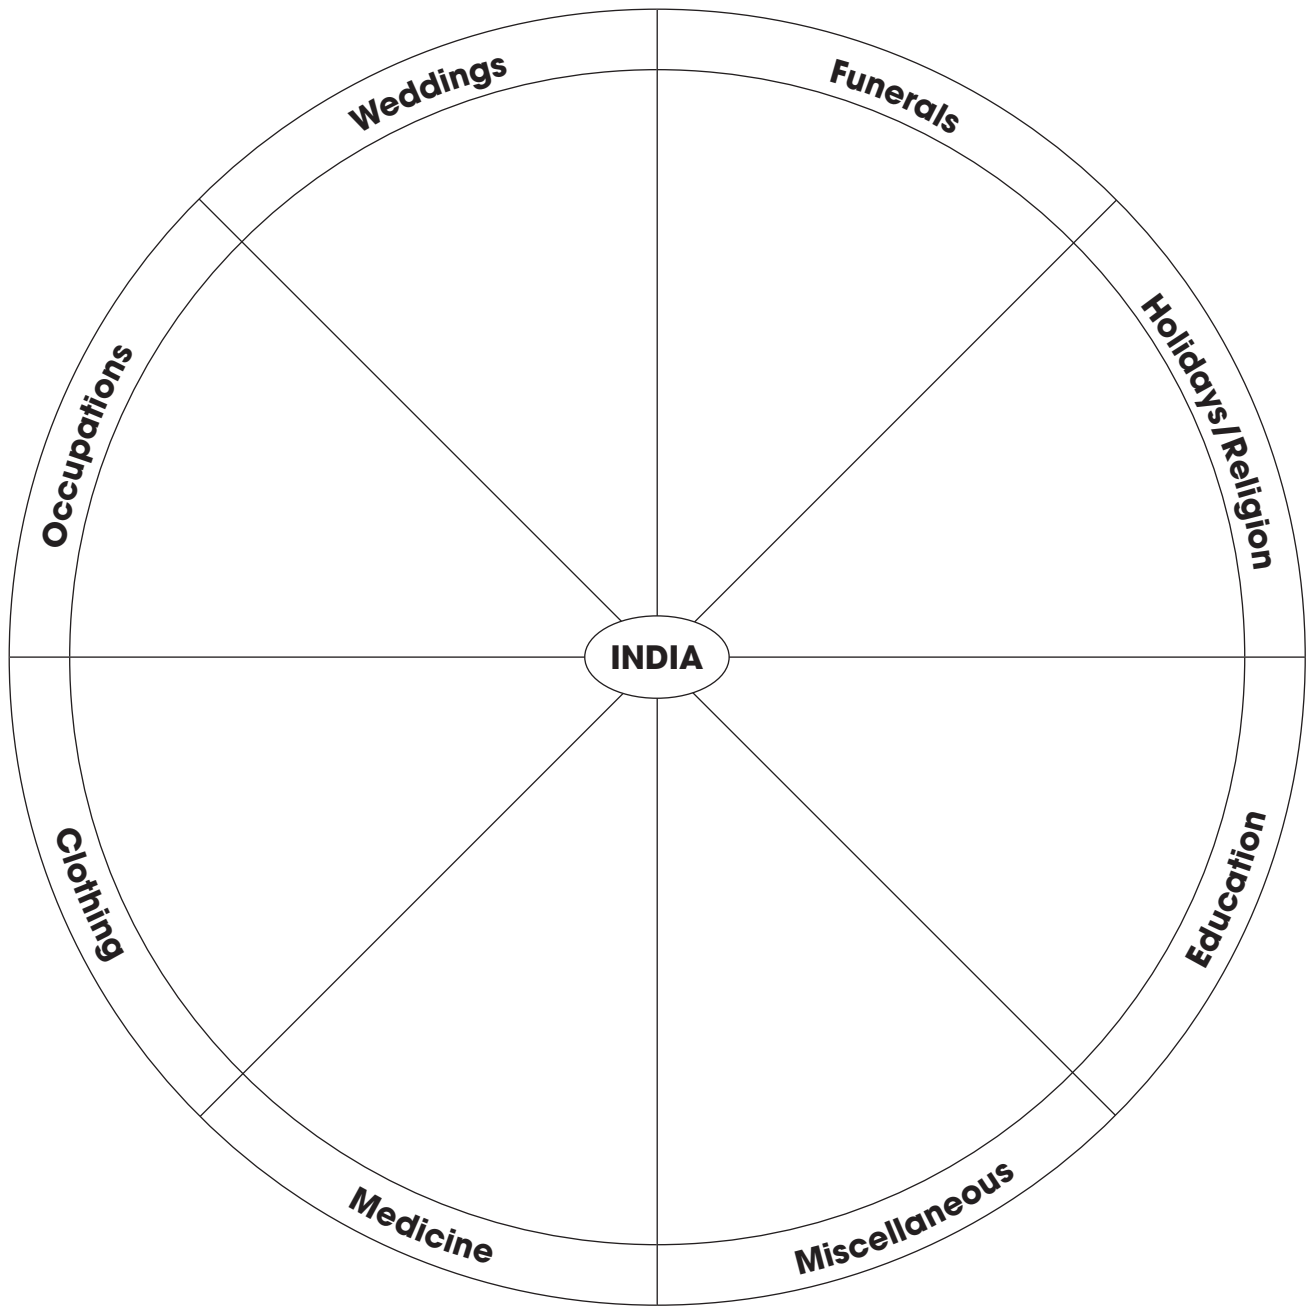 Weddings
Funerals
Holidays/Religion
Occupations
INDIA
Clothing
Education
Medicine
Miscellaneous